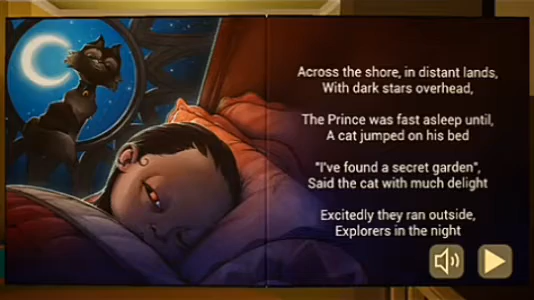 Across the shore, in distant lands,
With dark stars overhead,
The Prince was fast asleep until,
A cat jumped on his bed
"I've found a secret garden",
Said the cat with much delight
Excitedly they ran outside,
Explorers in the night